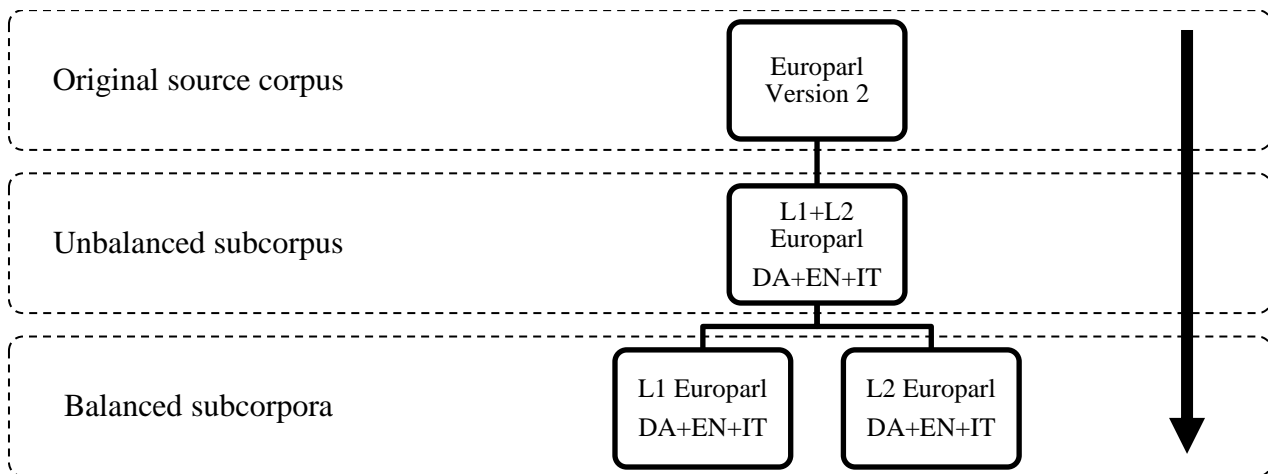 Original source corpus
Europarl
Version 2
Unbalanced subcorpus
L1+L2
Europarl
DA+EN+IT
Balanced subcorpora
L1 Europarl
DA+EN+IT
L2 Europarl
DA+EN+IT